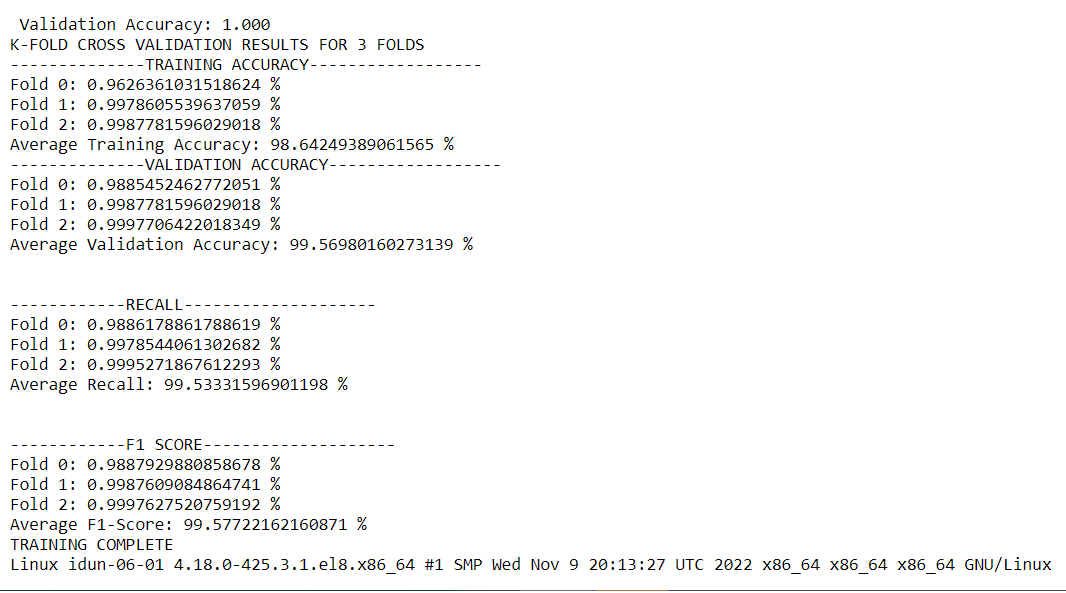 Validation Accuracy: 1.000
K-FOLD CROSS VALIDATION RESULTS FOR 3 FOLDS
--------------TRAINING ACCURACY------------------
Fold 0: 0.9626361031518624 %
Fold 1: 0.9978605539637059 %
Fold 2: 0.9987781596029018 %
Average Training Accuracy: 98.64249389061565 %
--------------VALIDATION ACCURACY------------------
Fold 0: 0.9885452462772051 %
Fold 1: 0.9987781596029018 %
Fold 2: 0.9997706422018349 %
Average Validation Accuracy: 99.56980160273139 %
------------RECALL--------------------
Fold 0: 0.9886178861788619 %
Fold 1: 0.9978544061302682 %
Fold 2: 0.9995271867612293 %
Average Recall: 99.53331596901198 %
------------F1 SCORE--------------------
Fold 0: 0.9887929880858678 %
Fold 1: 0.9987609084864741 %
Fold 2: 0.9997627520759192 %
Average F1-Score: 99.57722162160871 %
TRAINING COMPLETE
Linux idun-06-01 4.18.0-425.3.1.el8.x86_64 #1 SMP Wed Nov 9 20:13:27 UTC 2022 x86_64 x86_64 x86_64 GNU/Linux